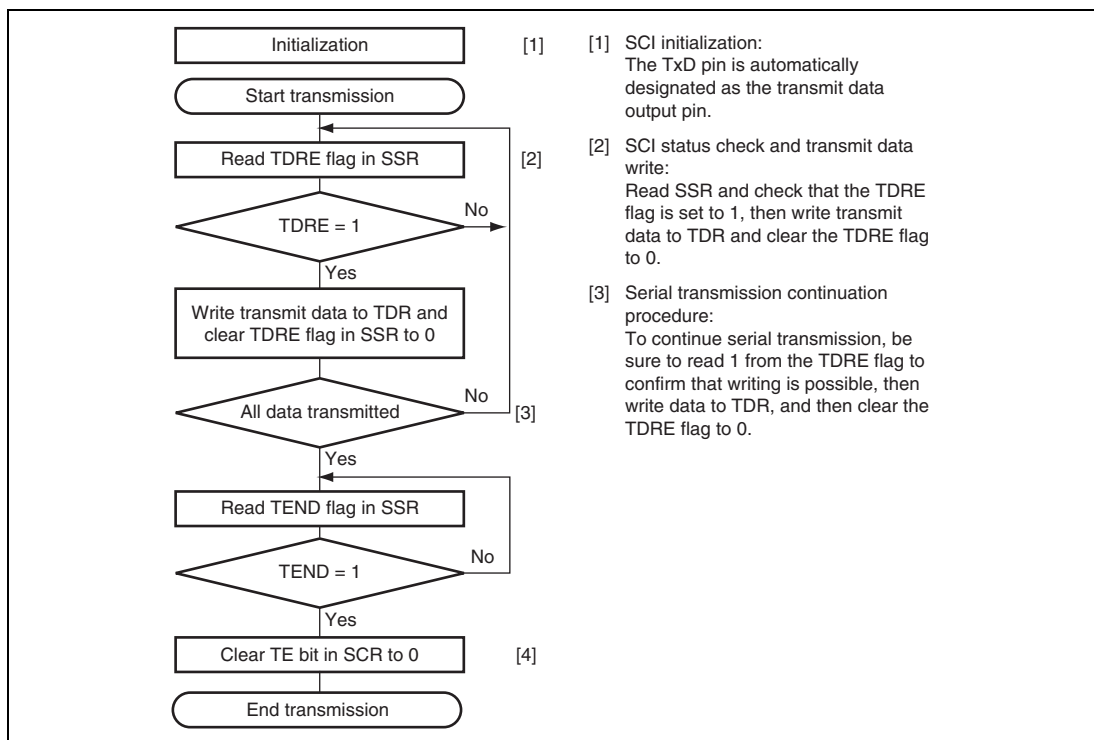 Initialization
[1]
Start transmission
Read TDRE flag in SSR
[2]
TDRE = 1
No
Yes
Write transmit data to TDR and
clear TDRE flag in SSR to 0
All data transmitted
No
[3]
Yes
Read TEND flag in SSR
TEND = 1
No
Yes
Clear TE bit in SCR to 0
[4]
End transmission
[1] SCI initialization:
The TxD pin is automatically
designated as the transmit data
output pin.
[2] SCI status check and transmit data
write:
Read SSR and check that the TDRE
flag is set to 1, then write transmit
data to TDR and clear the TDRE flag
to 0.
[3] Serial transmission continuation
procedure:
To continue serial transmission, be
sure to read 1 from the TDRE flag to
confirm that writing is possible, then
write data to TDR, and then clear the
TDRE flag to 0.